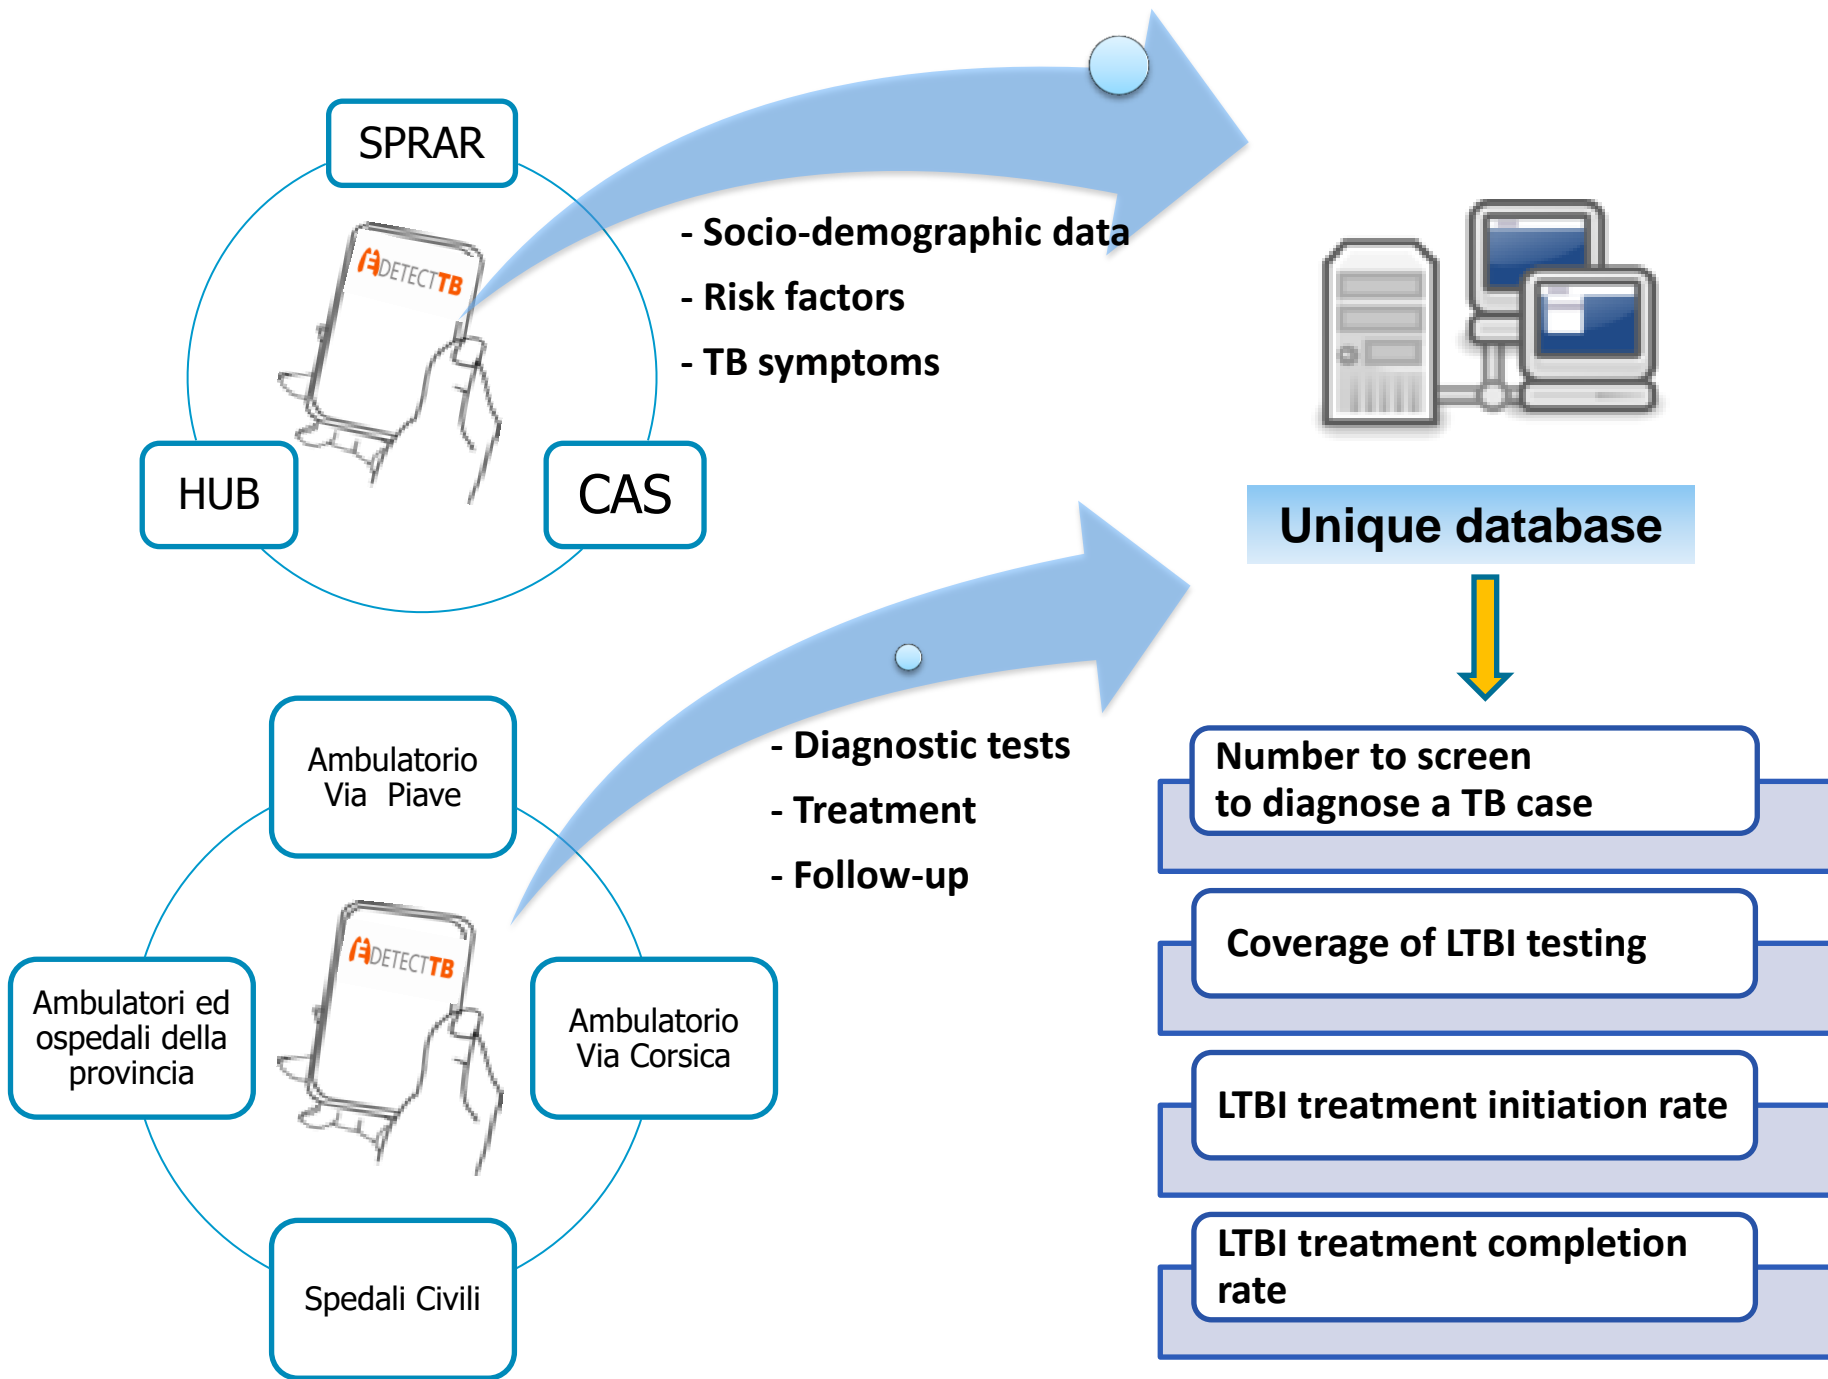 SPRAR
DETECTTB
HUB
CAS
- Socio-demographic data
- Risk factors
- TB symptoms
Unique database
Ambulatorio
Via Piave
DETECTTB
Ambulatori ed
ospedali della
provincia
Ambulatorio
Via Corsica
Spedali Civili
- Diagnostic tests
- Treatment
- Follow-up
Number to screen
to diagnose a TB case
Coverage of LTBI testing
LTBI treatment initiation rate
LTBI treatment completion
rate